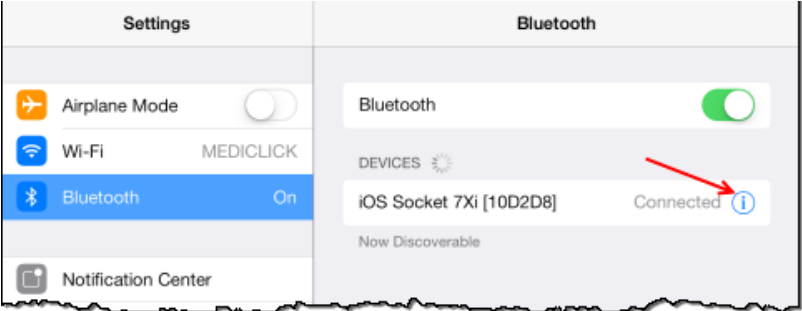 Settings
Bluetooth
Airplane Mode
Wi-Fi MEDICLICK
Bluetooth On
Notification Center
Bluetooth
DEVICES
iOS Socket 7Xi [10D2D8] Connected i
Now Discoverable